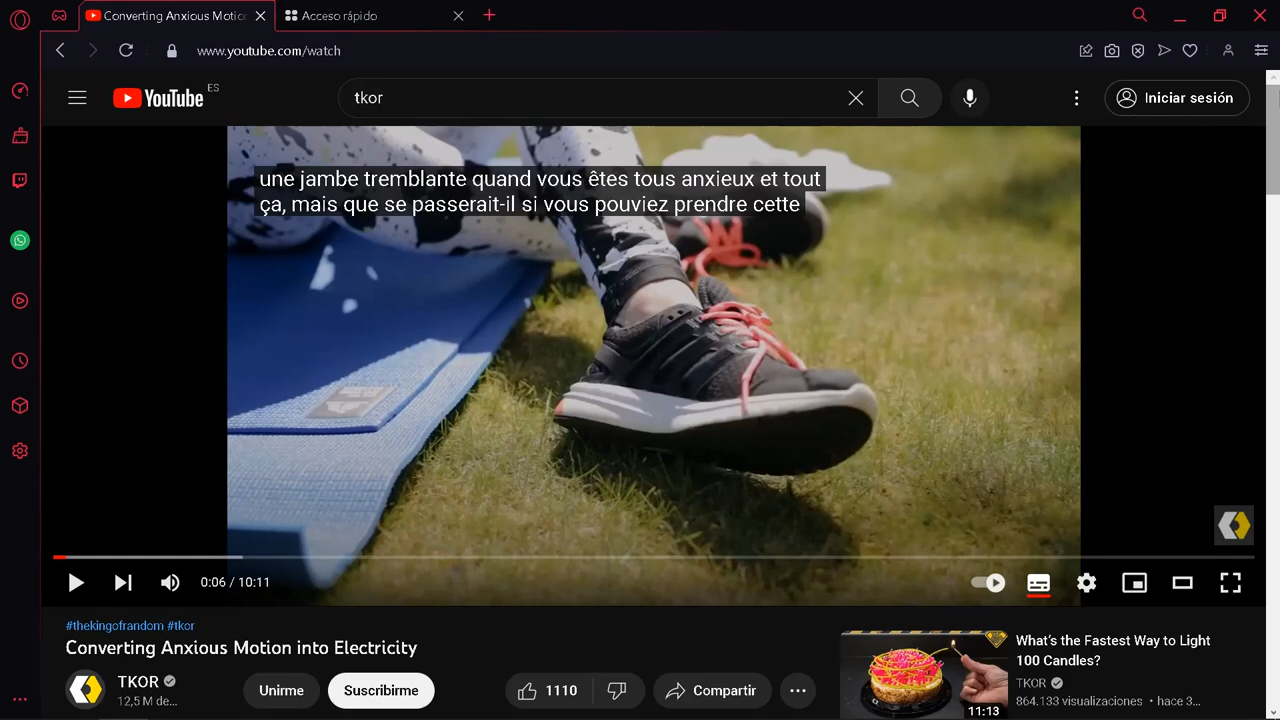 Converting Anxious Motio
Acceso rápido
www.youtube.com/watch
YouTube ES
tkor
Iniciar sesión
une jambe tremblante quand vous êtes tous anxieux et tout
ça, mais que se passerait-il si vous pouviez prendre cette
0:06 / 10:11
#thekingofrandom #tkor
Converting Anxious Motion into Electricity
TKOR
12,5 M de...
Unirme
Suscribirme
1110
Compartir
What's the Fastest Way to Light
100 Candles?
TKOR
864.133 visualizaciones • hace 3...
11:13